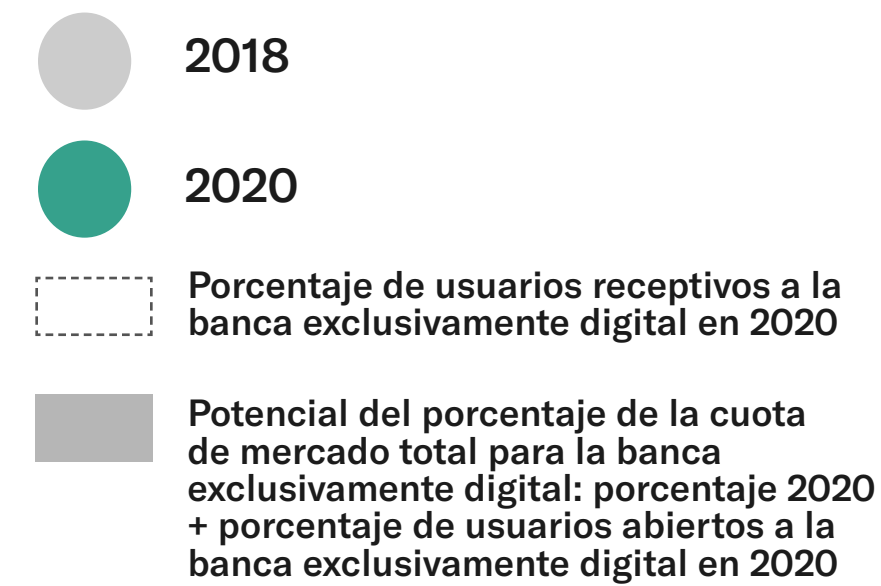 2018
2020
Porcentaje de usuarios receptivos a la
banca exclusivamente digital en 2020
Potencial del porcentaje de la cuota
de mercado total para la banca
exclusivamente digital: porcentaje 2020
+ porcentaje de usuarios abiertos a la
banca exclusivamente digital en 2020